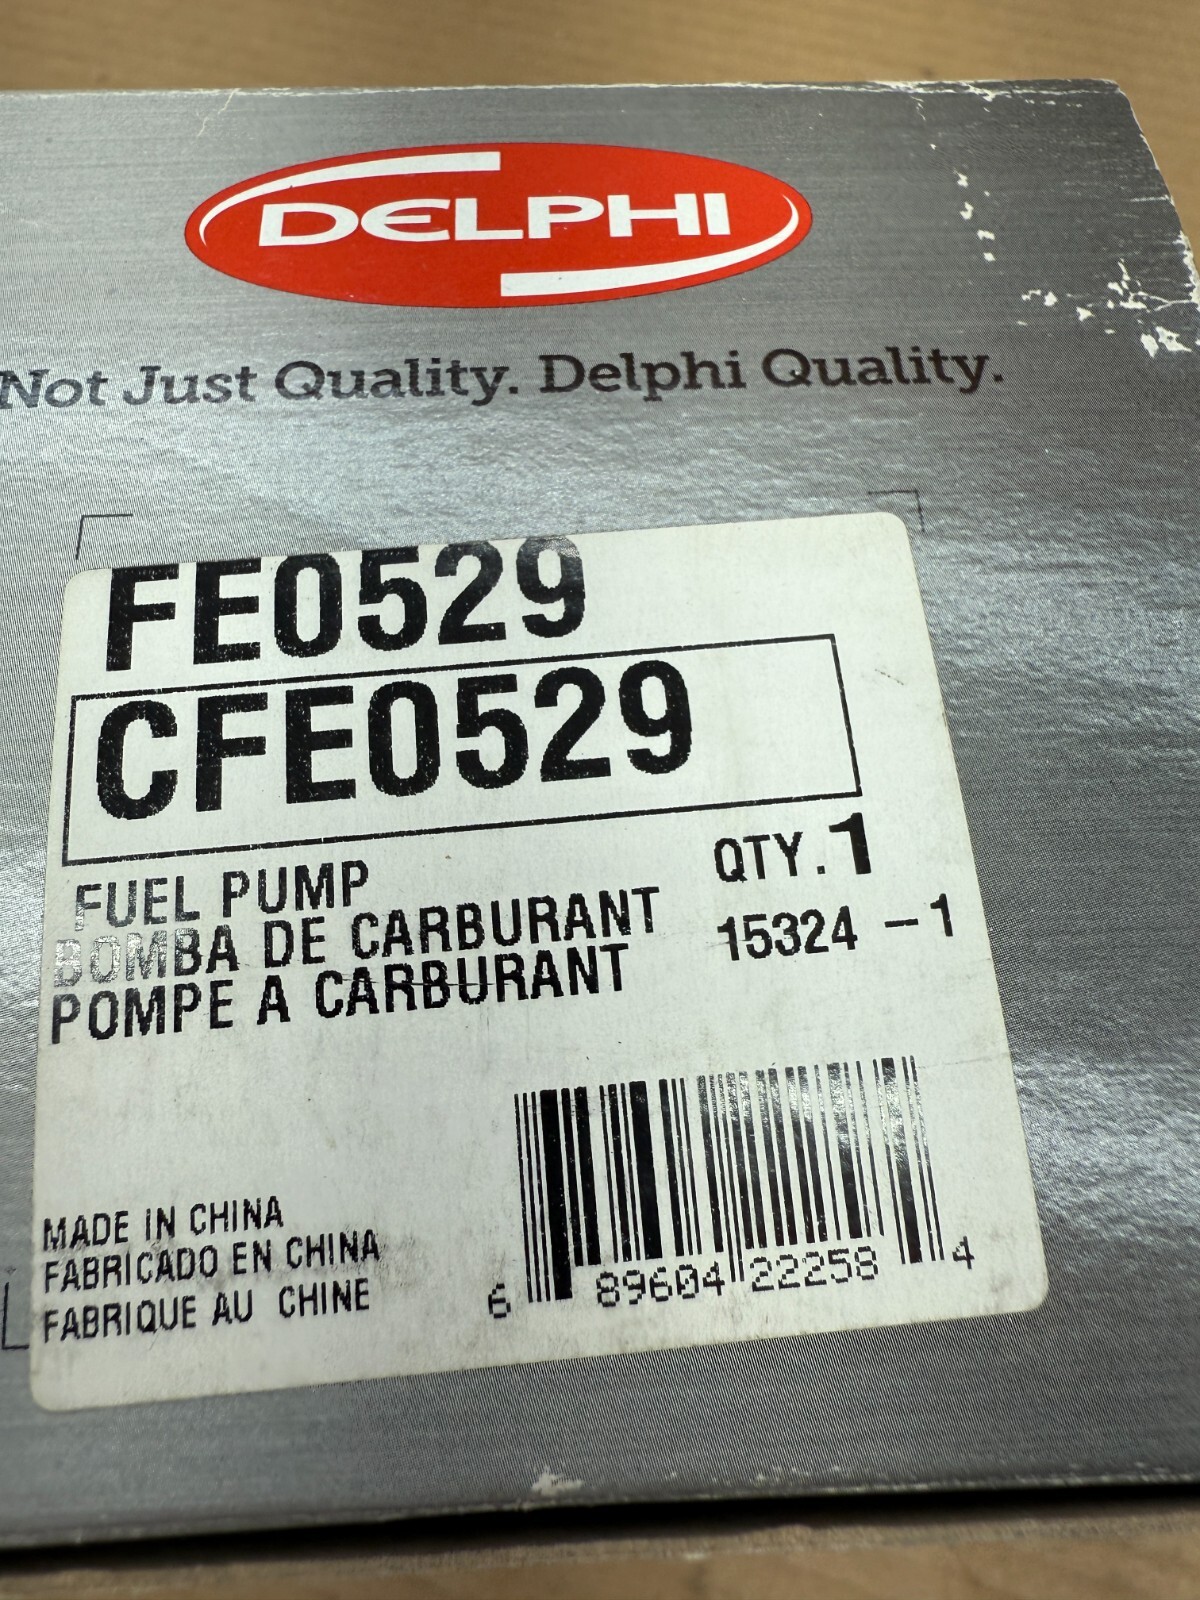 DELPHI
Not Just Quality. Delphi Quality.
FE0529
CFE0529
FUEL PUMP
QTY. 1
BOMBA DE CARBURANT
15324 - 1
POMPE A CARBURANT
MADE IN CHINA
FABRICADO EN CHINA
FABRIQUE AU CHINE
6 89604 22258 4